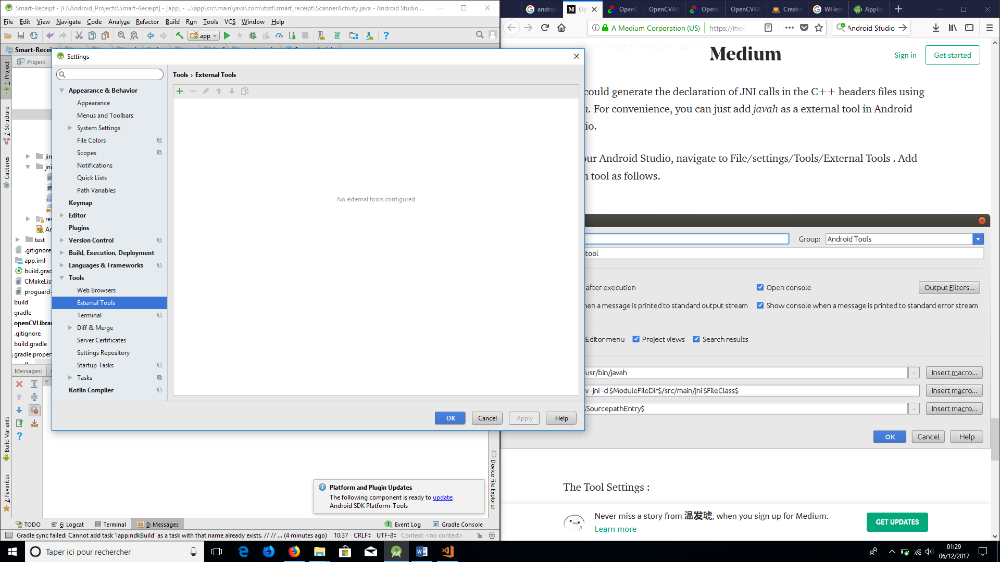 Smart-Receipt - [F:\Android_Projects\Smart-Receipt] - [app] - ...\app\src\main\java\com\itssf\smart_receipt\ScannerActivity.java - Android Studio ...
File Edit View Navigate Code Analyze Refactor Build Run Tools VCS Window Help
app
Smart-Recei
Project
1: Project
7: Structure
Captures
Build Variants
2: Favorites
jni
res
test
.gitignore
app.iml
build.grad
CMakeList
proguard-
build
gradle
openCVLibrar
.gitignore
build.gradle
gradle.proper
Messages:
Settings
Appearance & Behavior
Appearance
Menus and Toolbars
System Settings
File Colors
Scopes
Notifications
Quick Lists
Path Variables
Keymap
Editor
Plugins
Version Control
Build, Execution, Deployment
Languages & Frameworks
Tools
Web Browsers
External Tools
Terminal
Diff & Merge
Server Certificates
Settings Repository
Startup Tasks
Tasks
Kotlin Compiler
Tools › External Tools
No external tools configured
OK Cancel Apply Help
Device File Explorer
Platform and Plugin Updates
The following component is ready to update:
Android SDK Platform-Tools
TODO 6: Logcat Terminal 0: Messages Event Log Gradle Console
Gradle sync failed: Cannot add task ':app:ndkBuild' as a task with that name already exists. // // ... (4 minutes ago) 10:37 CRLF UTF-8 Context: <no context>
androi Op OpenC OpenCV4A OpenC OpenCV4A Creatin WHere Applic
A Medium Corporation (US) https://med Android Studio
public static native int te
Medium
Sign in Get started
could generate the declaration of JNI calls in the C++ headers files using
h. For convenience, you can just add javah as a external tool in Android
io.
our Android Studio, navigate to File/settings/Tools/External Tools . Add
n tool as follows.
Group: Android Tools
tool
after execution Open console Output Filters...
hen a message is printed to standard output stream Show console when a message is printed to standard error stream
Editor menu Project views Search results
/usr/bin/javah Insert macro...
v -jni -d $ModuleFileDir$/src/main/jni $FileClass$ Insert macro...
$SourcepathEntry$ Insert macro...
OK Cancel Help
The Tool Settings :
Never miss a story from 温发琥, when you sign up for Medium.
Learn more
GET UPDATES
Taper ici pour rechercher
01:29
06/12/2017